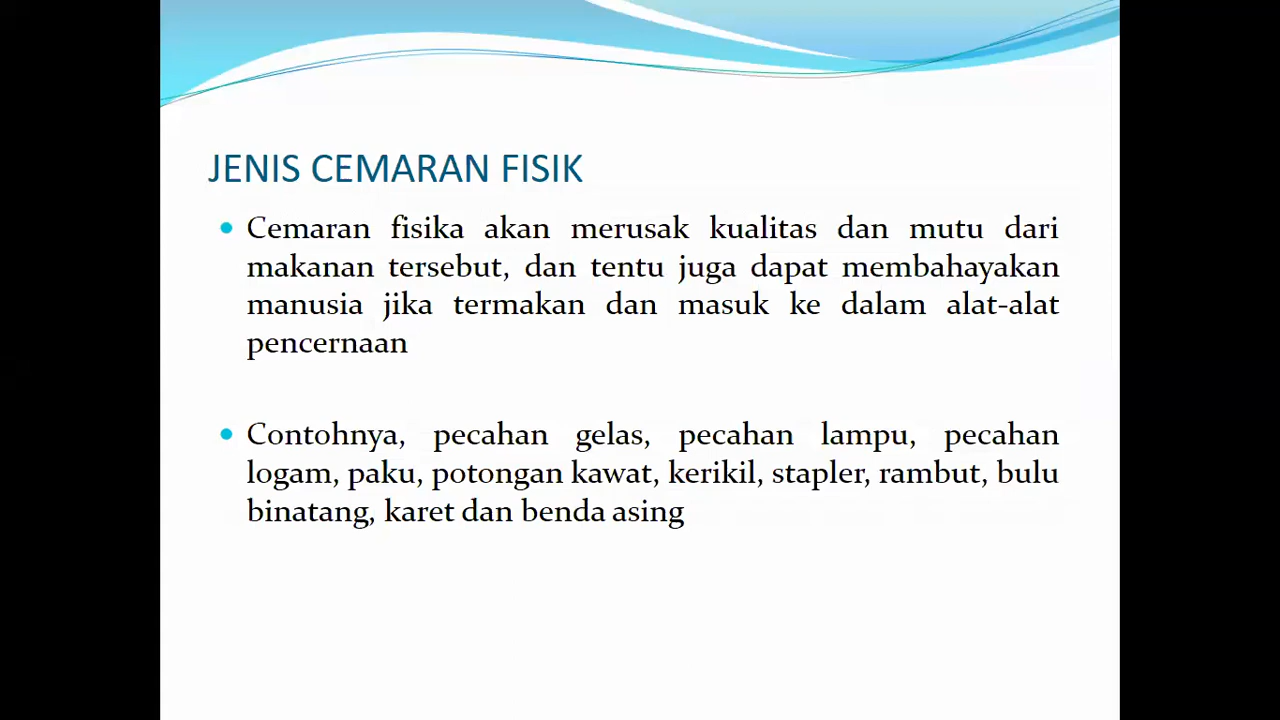 JENIS CEMARAN FISIK
• Cemaran fisika akan merusak kualitas dan mutu dari
makanan tersebut, dan tentu juga dapat membahayakan
manusia jika termakan dan masuk ke dalam alat-alat
pencernaan
• Contohnya, pecahan gelas, pecahan lampu, pecahan
logam, paku, potongan kawat, kerikil, stapler, rambut, bulu
binatang, karet dan benda asing